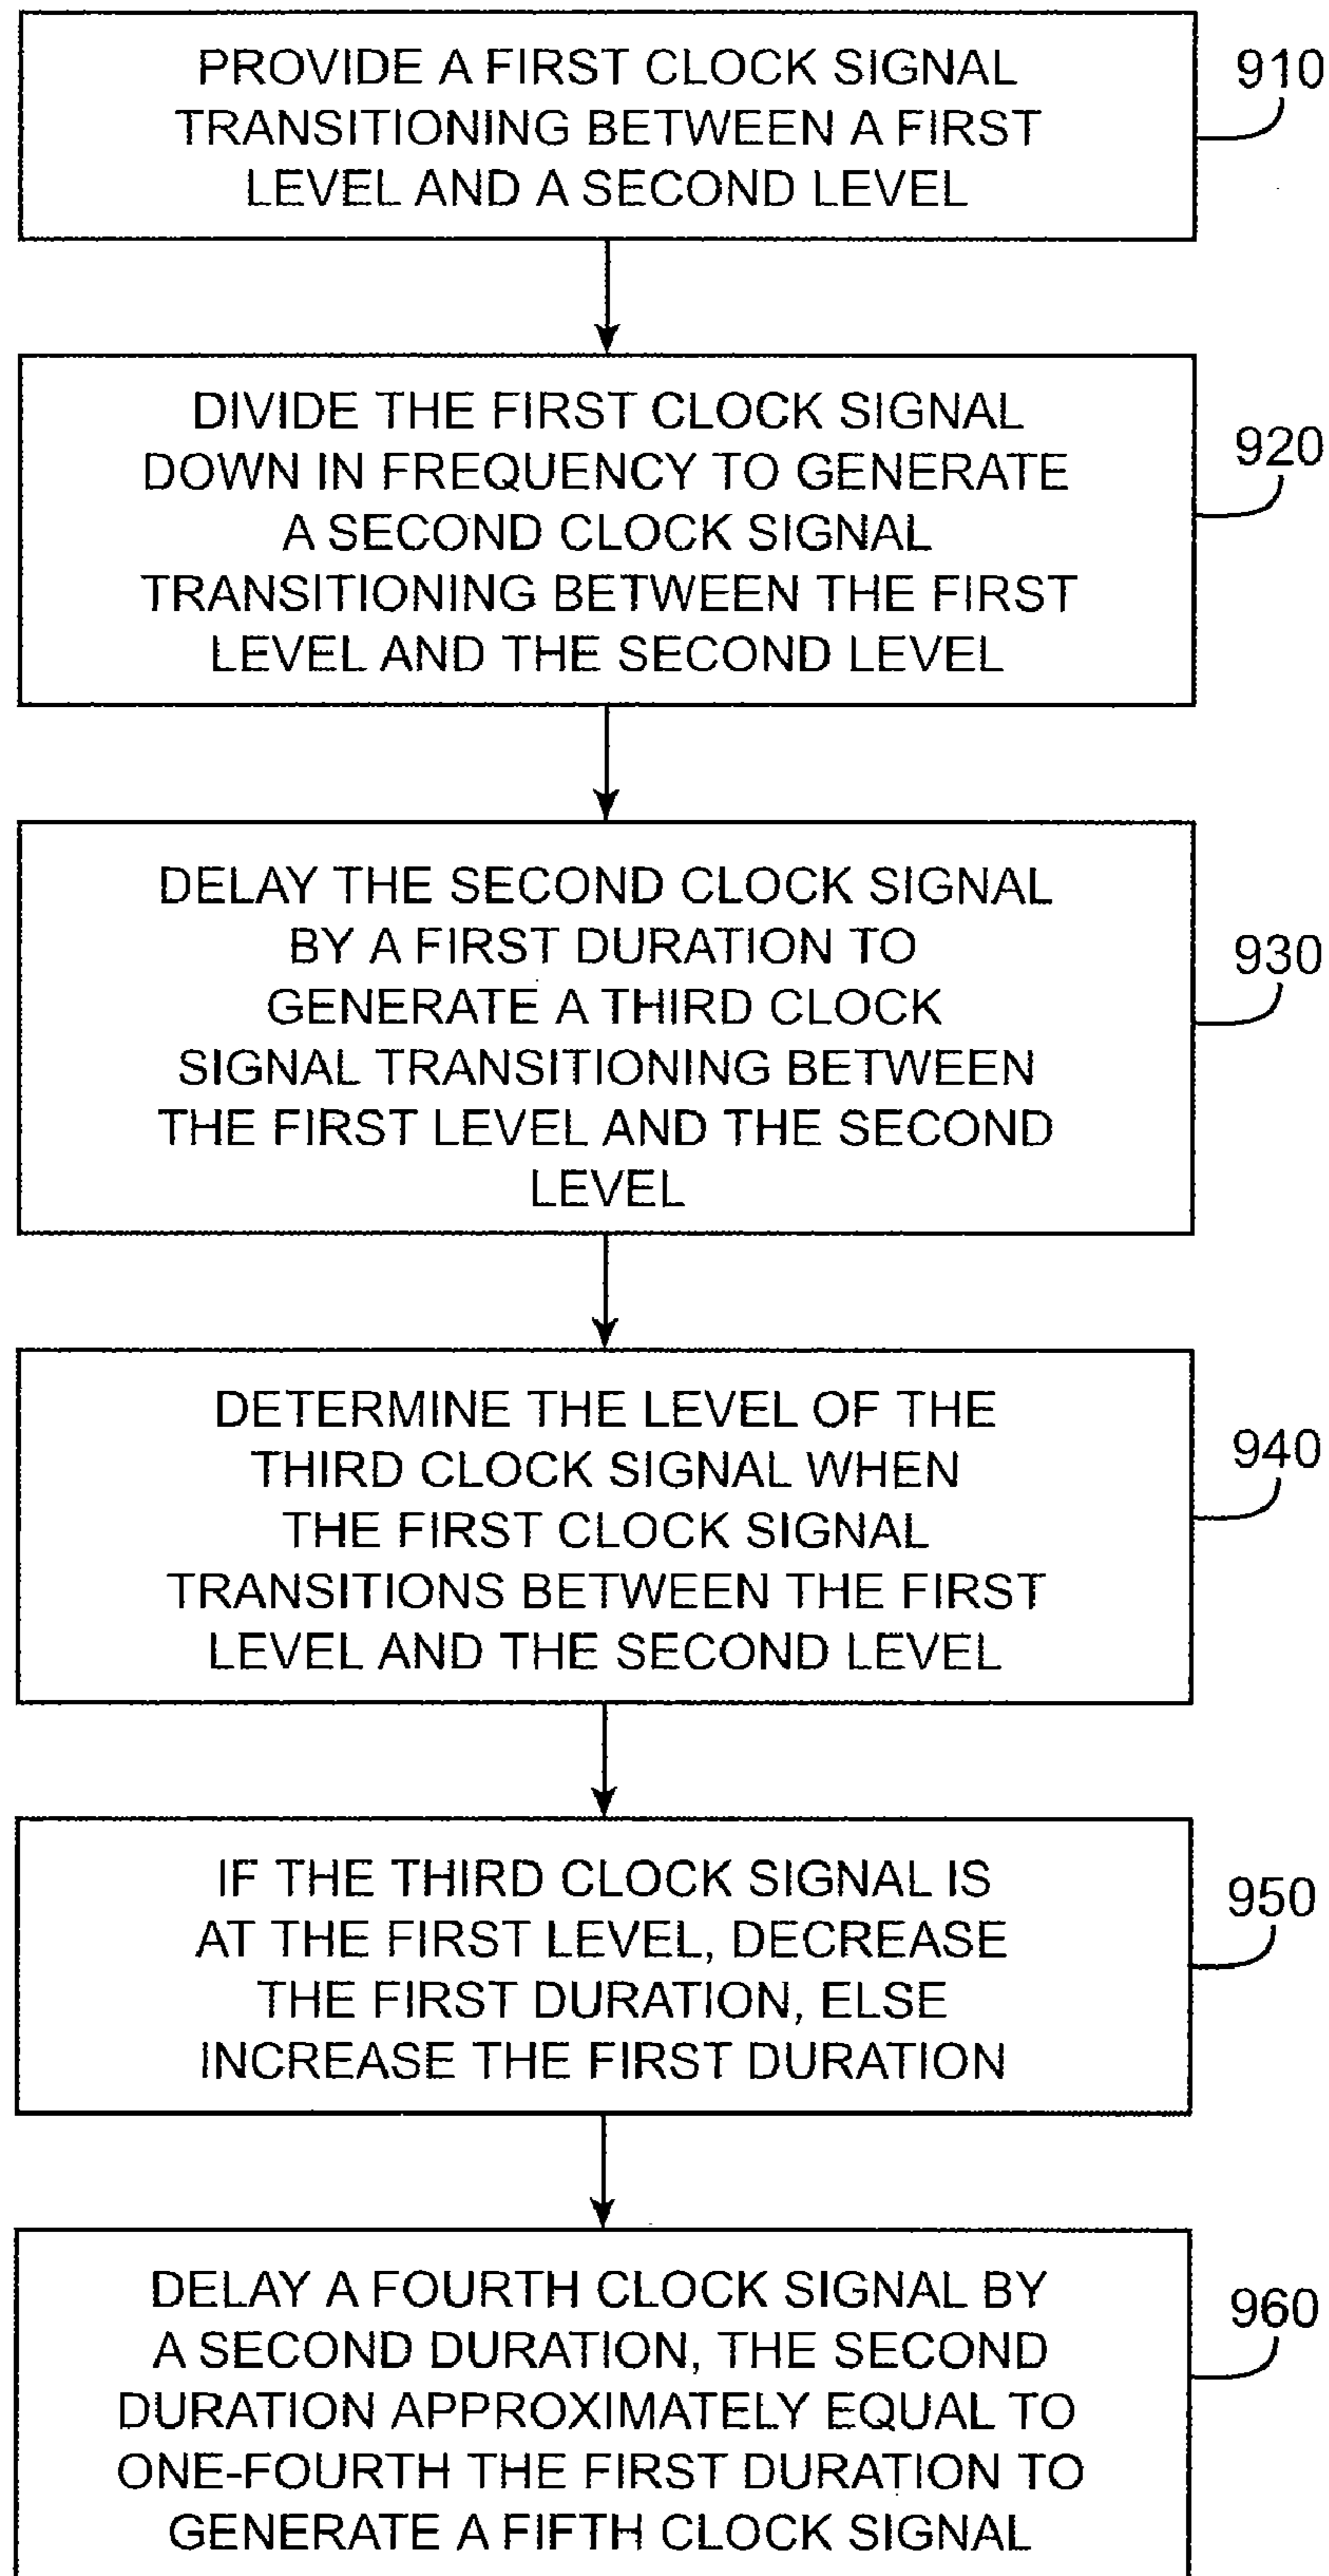 PROVIDE A FIRST CLOCK SIGNAL
TRANSITIONING BETWEEN A FIRST
LEVEL AND A SECOND LEVEL
910
DIVIDE THE FIRST CLOCK SIGNAL
DOWN IN FREQUENCY TO GENERATE
A SECOND CLOCK SIGNAL
TRANSITIONING BETWEEN THE FIRST
LEVEL AND THE SECOND LEVEL
920
DELAY THE SECOND CLOCK SIGNAL
BY A FIRST DURATION TO
GENERATE A THIRD CLOCK
SIGNAL TRANSITIONING BETWEEN
THE FIRST LEVEL AND THE SECOND
LEVEL
930
DETERMINE THE LEVEL OF THE
THIRD CLOCK SIGNAL WHEN
THE FIRST CLOCK SIGNAL
TRANSITIONS BETWEEN THE FIRST
LEVEL AND THE SECOND LEVEL
940
IF THE THIRD CLOCK SIGNAL IS
AT THE FIRST LEVEL, DECREASE
THE FIRST DURATION, ELSE
INCREASE THE FIRST DURATION
950
DELAY A FOURTH CLOCK SIGNAL BY
A SECOND DURATION, THE SECOND
DURATION APPROXIMATELY EQUAL TO
ONE-FOURTH THE FIRST DURATION TO
GENERATE A FIFTH CLOCK SIGNAL
960